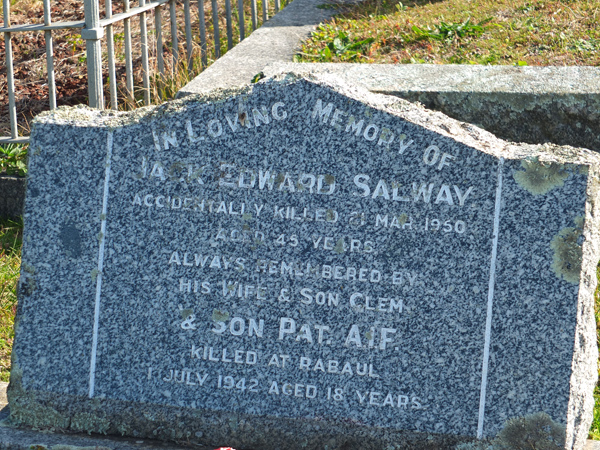 In Loving Memory Of
Jack Edward Salway
Accidentally Killed 21 Mar 1950
Aged 45 Years
Always Remembered By
His Wife & Son Clem
& Son Pat. A.I.F
Killed at Rabaul
1 July 1942 Aged 18 Years